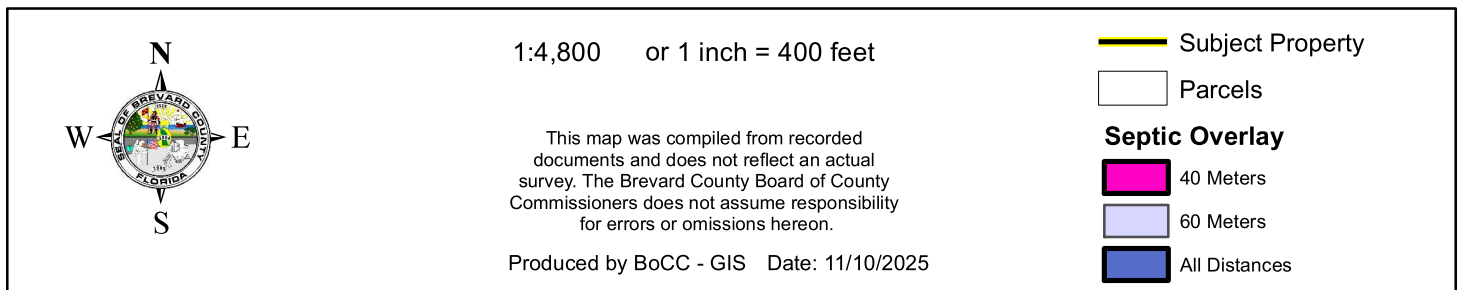 N
W
E
S
SEAL OF BREVARD COUNTY
FLORIDA
1:4,800 or 1 inch = 400 feet
This map was compiled from recorded
documents and does not reflect an actual
survey. The Brevard County Board of County
Commissioners does not assume responsibility
for errors or omissions hereon.
Produced by BoCC - GIS Date: 11/10/2025
Subject Property
Parcels
Septic Overlay
40 Meters
60 Meters
All Distances